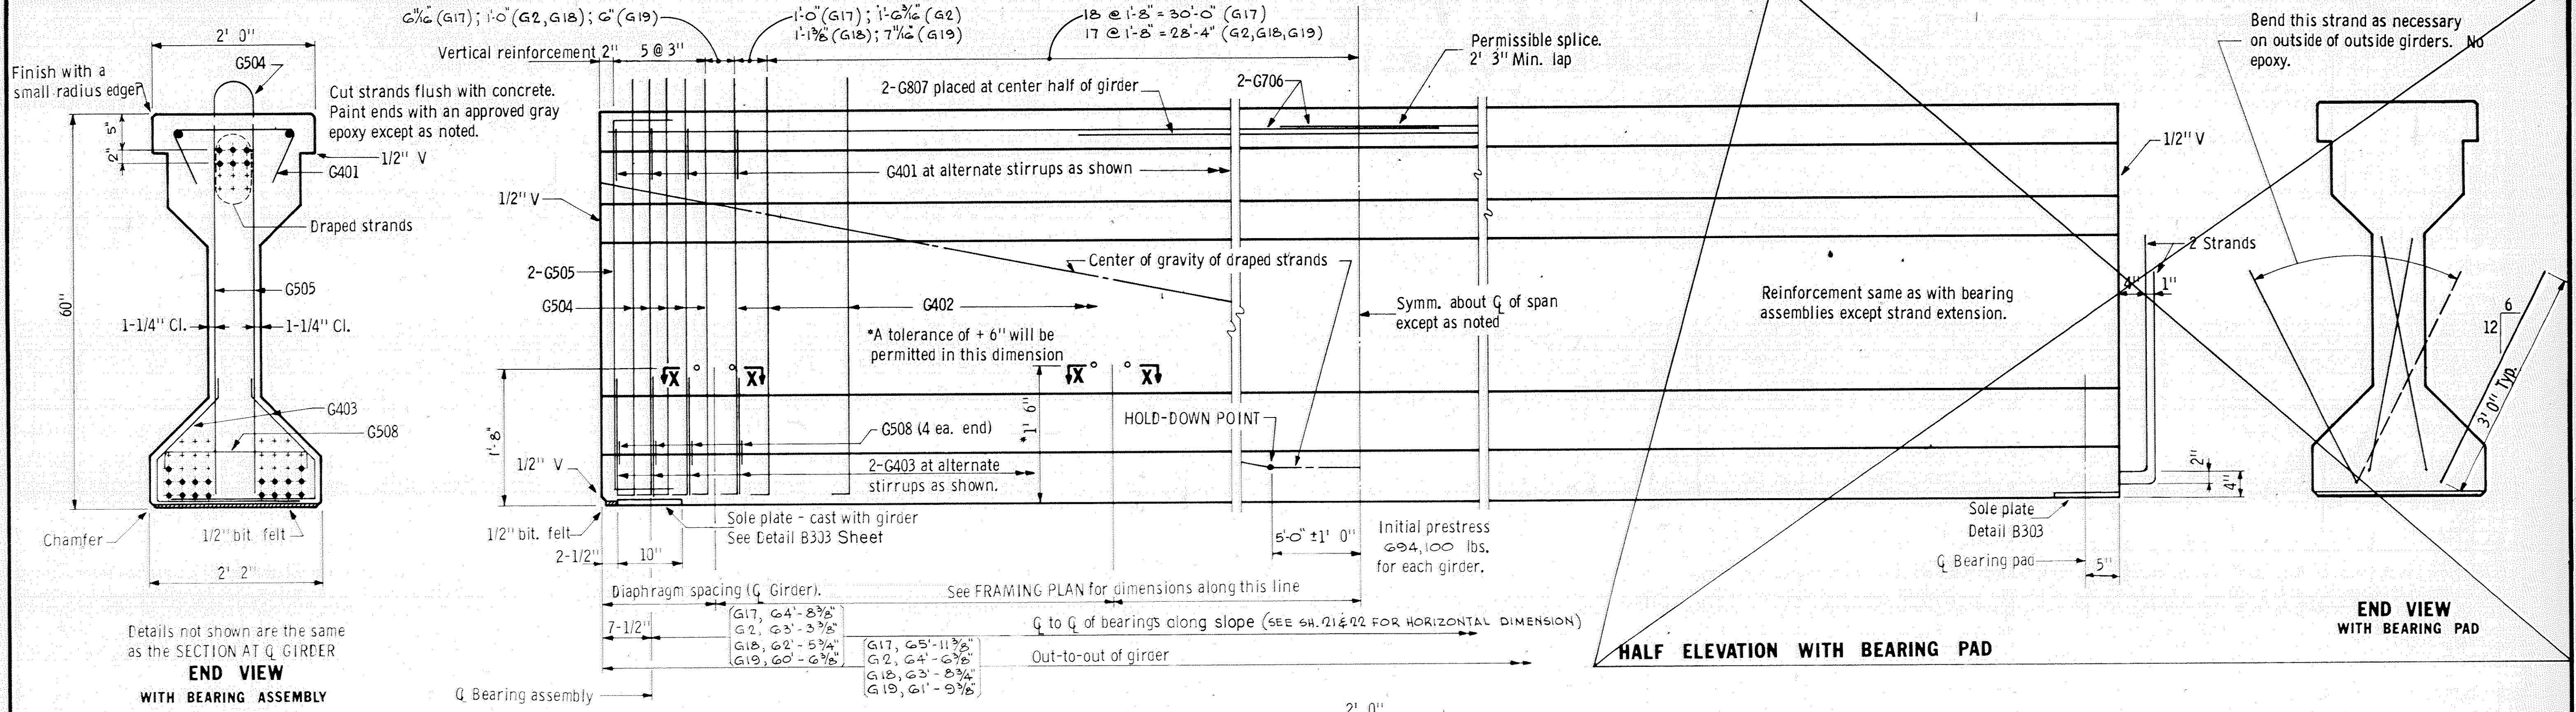 6 11/16" (G17); 1'-0" (G2, G18); 6" (G19)
1'-0" (G17); 1'-6 3/16" (G2)
1'-1 3/8" (G18); 7 11/16" (G19)
18 @ 1'-8" = 30'-0" (G17)
17 @ 1'-8" = 28'-4" (G2, G18, G19)
Vertical reinforcement 2" 5 @ 3"
2' 0"
G504
Finish with a
small radius edger
Cut strands flush with concrete.
Paint ends with an approved gray
epoxy except as noted.
5"
2"
1/2" V
G401
Draped strands
60"
G505
1-1/4" Cl.
1-1/4" Cl.
G403
G508
Chamfer
1/2" bit. felt
2' 2"
Details not shown are the same
as the SECTION AT ℄ GIRDER
END VIEW
WITH BEARING ASSEMBLY
2-G807 placed at center half of girder
2-G706
Permissible splice.
2' 3" Min. lap
G401 at alternate stirrups as shown
1/2" V
2-G505
Center of gravity of draped strands
G504
G402
*A tolerance of + 6" will be
permitted in this dimension
Symm. about ℄ of span
except as noted
X X
X X
1'-8"
*1' 6"
HOLD-DOWN POINT
G508 (4 ea. end)
1/2" V
2-G403 at alternate
stirrups as shown.
1/2" bit. felt
Sole plate - cast with girder
See Detail B303 Sheet
2-1/2"
10"
5'-0" ±1' 0"
Initial prestress
694,100 lbs.
for each girder.
Diaphragm spacing (℄ Girder).
See FRAMING PLAN for dimensions along this line
7-1/2"
G17, 64'-8 3/8"
G2, 63'-3 3/8"
G18, 62'-5 3/4"
G19, 60'-6 3/8"
℄ to ℄ of bearings along slope (SEE SH. 21 & 22 FOR HORIZONTAL DIMENSION)
G17, 65'-11 3/8"
G2, 64'-6 3/8"
G18, 63'-8 3/4"
G19, 61'-9 3/8"
Out-to-out of girder
℄ Bearing assembly
2' 0"
1/2" V
2 Strands
4"
1"
Reinforcement same as with bearing
assemblies except strand extension.
2"
4"
Sole plate
Detail B303
℄ Bearing pad
5"
HALF ELEVATION WITH BEARING PAD
Bend this strand as necessary
on outside of outside girders. No
epoxy.
6
12
3' 0" Typ.
END VIEW
WITH BEARING PAD